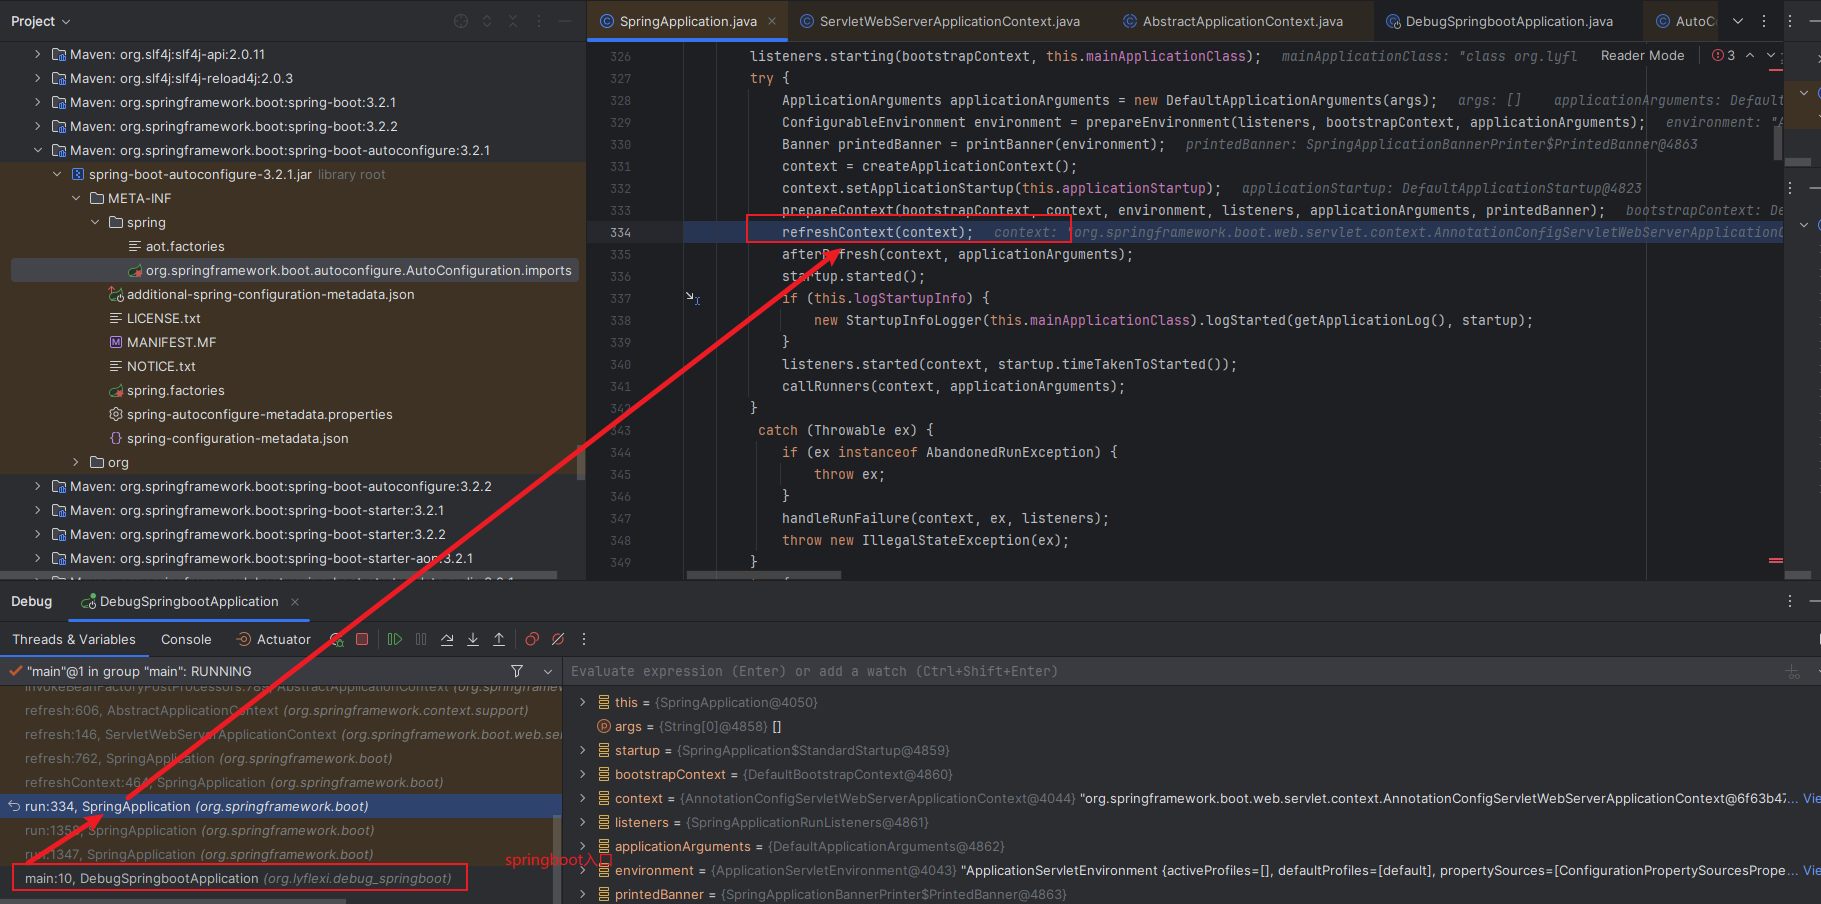 Project
Maven: org.slf4j:slf4j-api:2.0.11
Maven: org.slf4j:slf4j-reload4j:2.0.3
Maven: org.springframework.boot:spring-boot:3.2.1
Maven: org.springframework.boot:spring-boot:3.2.2
Maven: org.springframework.boot:spring-boot-autoconfigure:3.2.1
spring-boot-autoconfigure-3.2.1.jar library root
META-INF
spring
aot.factories
org.springframework.boot.autoconfigure.AutoConfiguration.imports
additional-spring-configuration-metadata.json
LICENSE.txt
MANIFEST.MF
NOTICE.txt
spring.factories
spring-autoconfigure-metadata.properties
spring-configuration-metadata.json
org
Maven: org.springframework.boot:spring-boot-autoconfigure:3.2.2
Maven: org.springframework.boot:spring-boot-starter:3.2.1
Maven: org.springframework.boot:spring-boot-starter:3.2.2
Maven: org.springframework.boot:spring-boot-starter-aop:3.2.1
SpringApplication.java ServletWebServerApplicationContext.java AbstractApplicationContext.java DebugSpringbootApplication.java AutoC
Reader Mode 3
326 listeners.starting(bootstrapContext, this.mainApplicationClass); mainApplicationClass: "class org.lyfl
327 try {
328 ApplicationArguments applicationArguments = new DefaultApplicationArguments(args); args: [] applicationArguments: Default
329 ConfigurableEnvironment environment = prepareEnvironment(listeners, bootstrapContext, applicationArguments); environment: "A
330 Banner printedBanner = printBanner(environment); printedBanner: SpringApplicationBannerPrinter$PrintedBanner@4863
331 context = createApplicationContext();
332 context.setApplicationStartup(this.applicationStartup); applicationStartup: DefaultApplicationStartup@4823
333 prepareContext(bootstrapContext, context, environment, listeners, applicationArguments, printedBanner); bootstrapContext: De
334 refreshContext(context); context: "org.springframework.boot.web.servlet.context.AnnotationConfigServletWebServerApplicationC
335 afterRefresh(context, applicationArguments);
336 startup.started();
337 if (this.logStartupInfo) {
338 new StartupInfoLogger(this.mainApplicationClass).logStarted(getApplicationLog(), startup);
339 }
340 listeners.started(context, startup.timeTakenToStarted());
341 callRunners(context, applicationArguments);
342 }
343 catch (Throwable ex) {
344 if (ex instanceof AbandonedRunException) {
345 throw ex;
346 }
347 handleRunFailure(context, ex, listeners);
348 throw new IllegalStateException(ex);
349 }
Debug DebugSpringbootApplication
Threads & Variables Console Actuator
"main"@1 in group "main": RUNNING
invokeBeanFactoryPostProcessors:789, AbstractApplicationContext (org.springframew
refresh:606, AbstractApplicationContext (org.springframework.context.support)
refresh:146, ServletWebServerApplicationContext (org.springframework.boot.web.se
refresh:762, SpringApplication (org.springframework.boot)
refreshContext:464, SpringApplication (org.springframework.boot)
run:334, SpringApplication (org.springframework.boot)
run:1358, SpringApplication (org.springframework.boot)
run:1347, SpringApplication (org.springframework.boot)
main:10, DebugSpringbootApplication (org.lyflexi.debug_springboot)
springboot入口
Evaluate expression (Enter) or add a watch (Ctrl+Shift+Enter)
this = {SpringApplication@4050}
args = {String[0]@4858} []
startup = {SpringApplication$StandardStartup@4859}
bootstrapContext = {DefaultBootstrapContext@4860}
context = {AnnotationConfigServletWebServerApplicationContext@4044} "org.springframework.boot.web.servlet.context.AnnotationConfigServletWebServerApplicationContext@6f63b47... Vie
listeners = {SpringApplicationRunListeners@4861}
applicationArguments = {DefaultApplicationArguments@4862}
environment = {ApplicationServletEnvironment@4043} "ApplicationServletEnvironment {activeProfiles=[], defaultProfiles=[default], propertySources=[ConfigurationPropertySourcesPrope... Vie
printedBanner = {SpringApplicationBannerPrinter$PrintedBanner@4863}